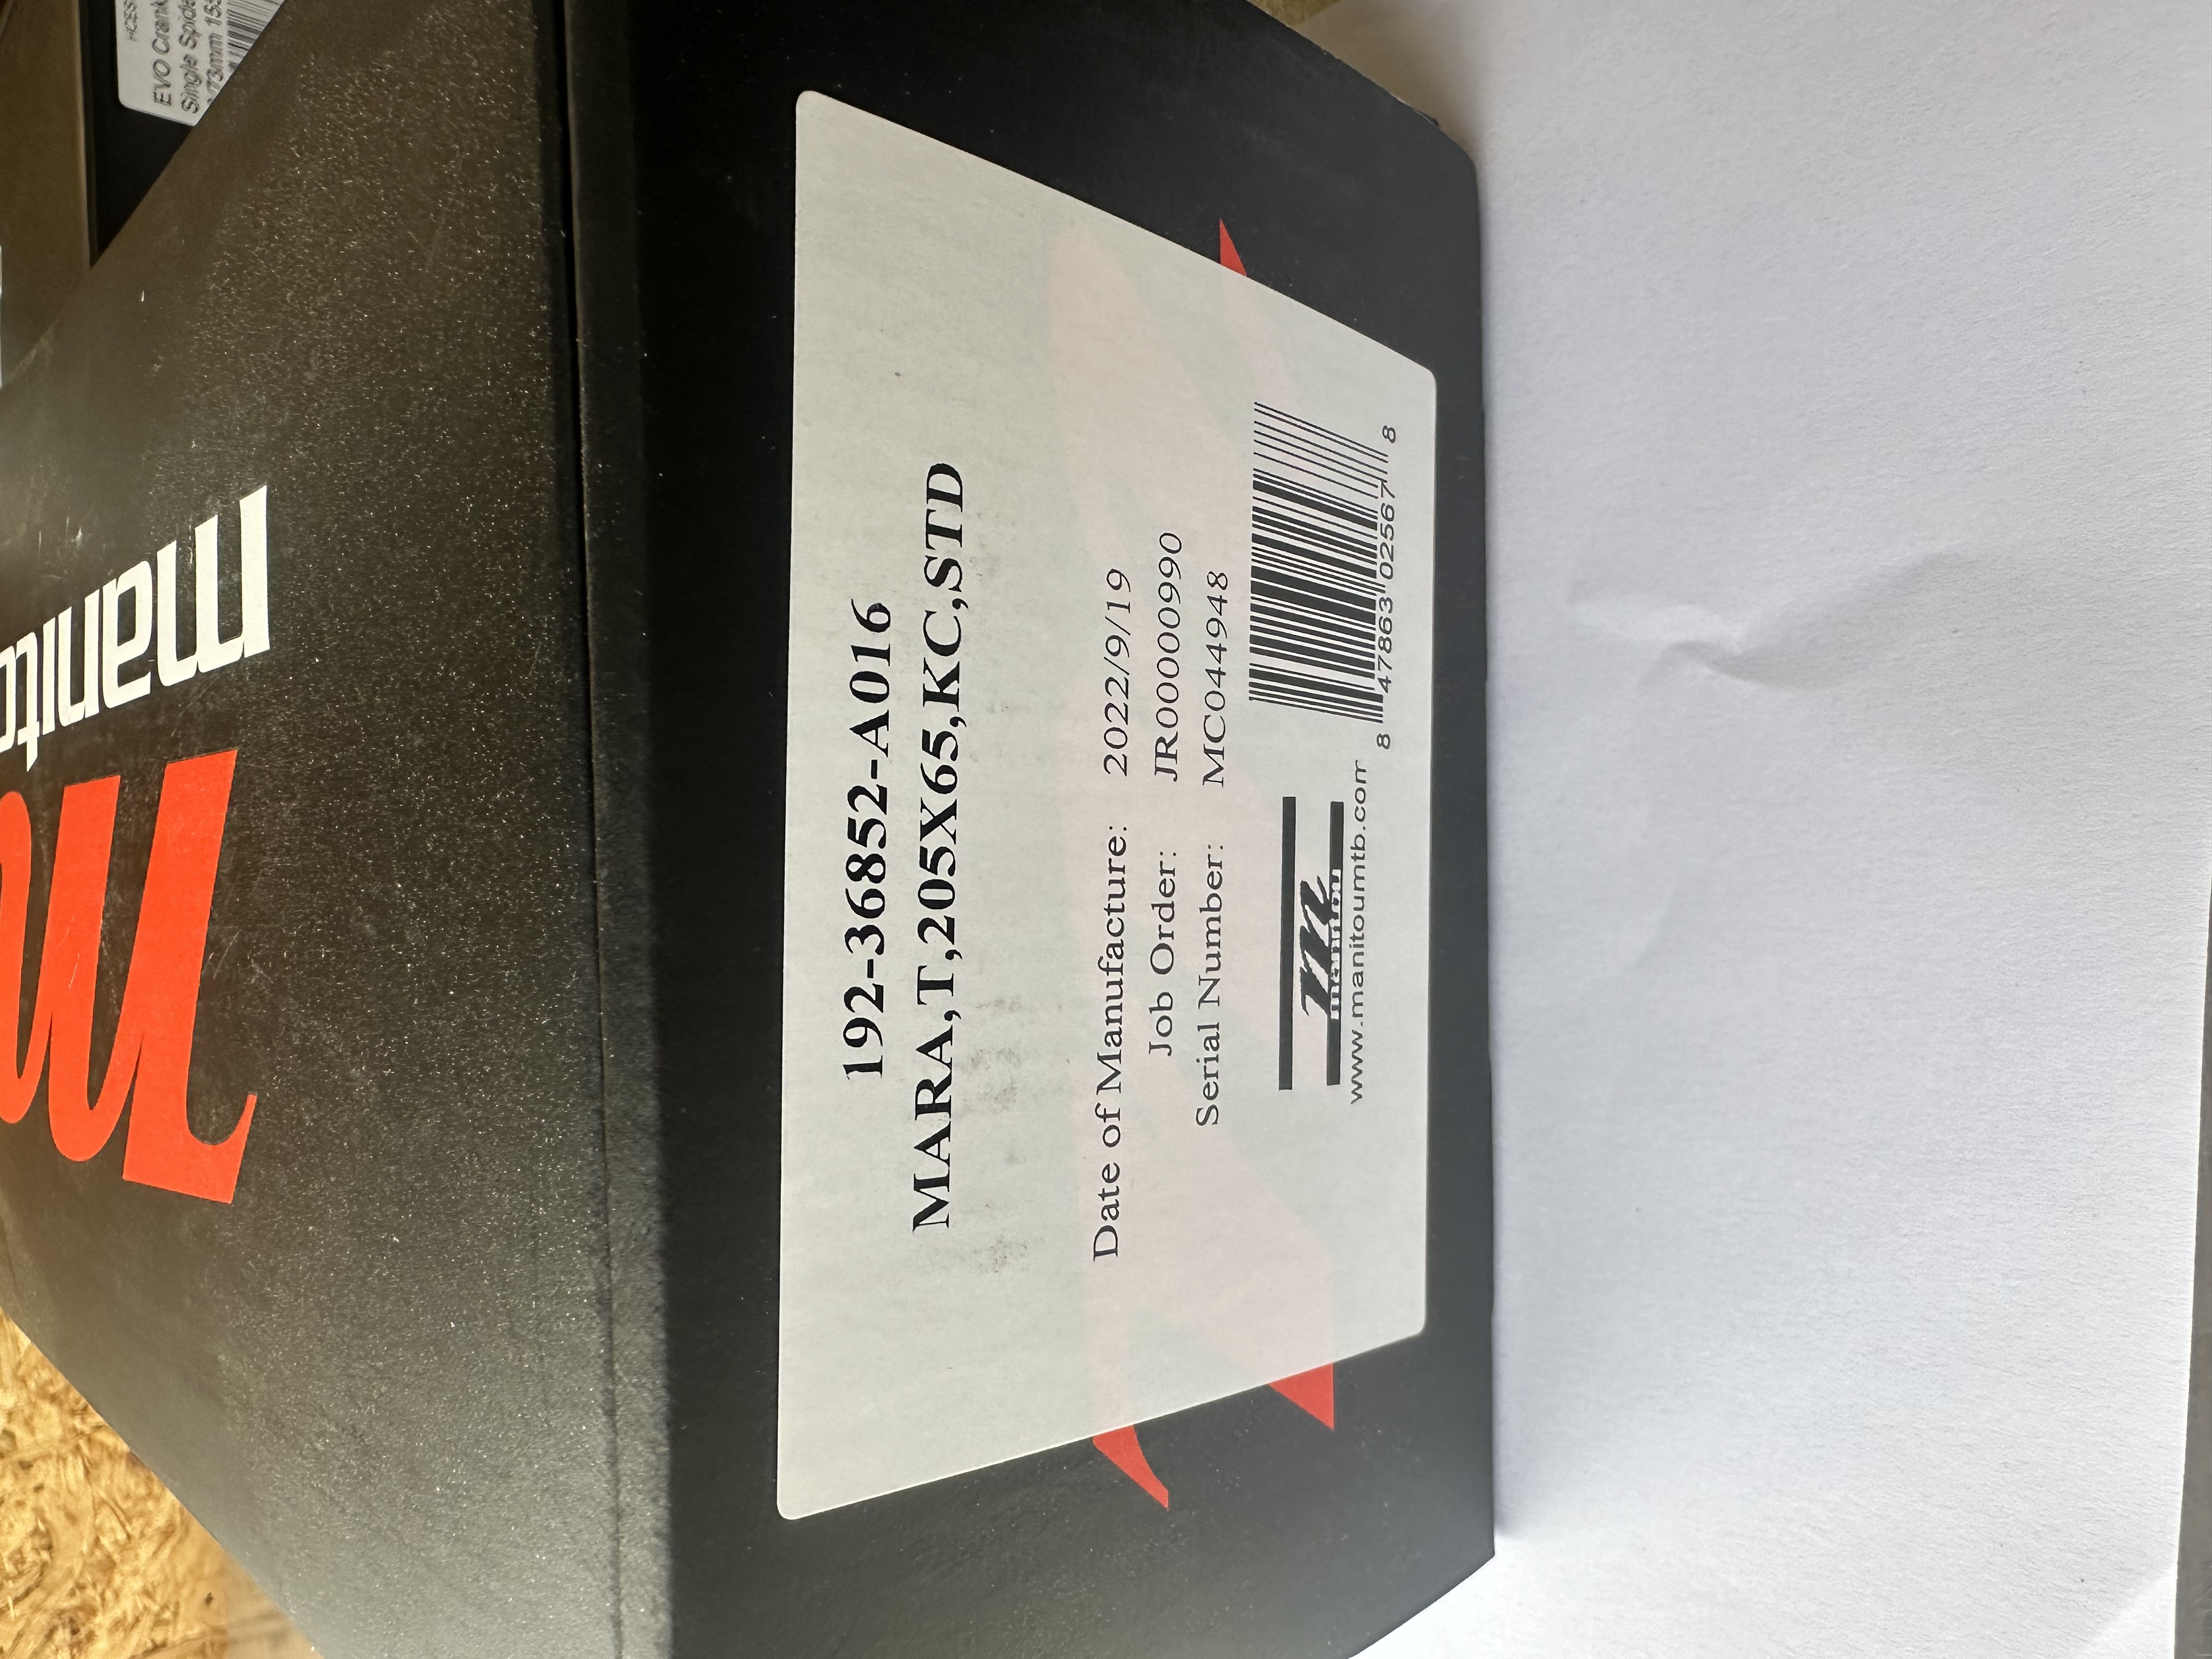 192-36852-A016
MARA,T,205X65,KC,STD
Date of Manufacture: 2022/9/19
Job Order: JR00000990
Serial Number: MC044948
m
manitou
www.manitoumtb.com
8 47863 02567 8
m
manito
EVO Crank
Single Spide